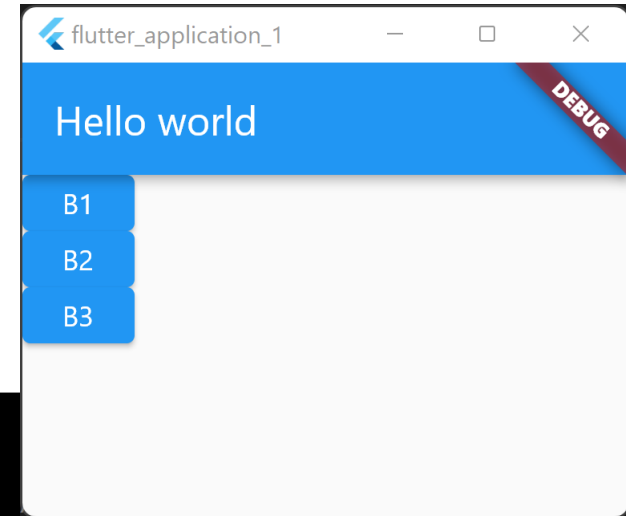 flutter_application_1
Hello world
DEBUG
B1
B2
B3